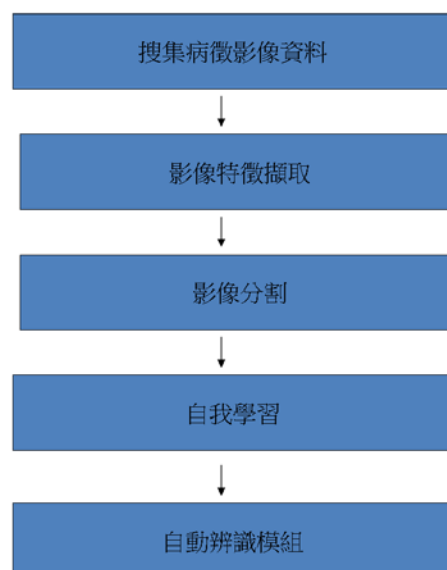 搜集病徵影像資料
影像特徵擷取
影像分割
自我學習
自動辨識模組